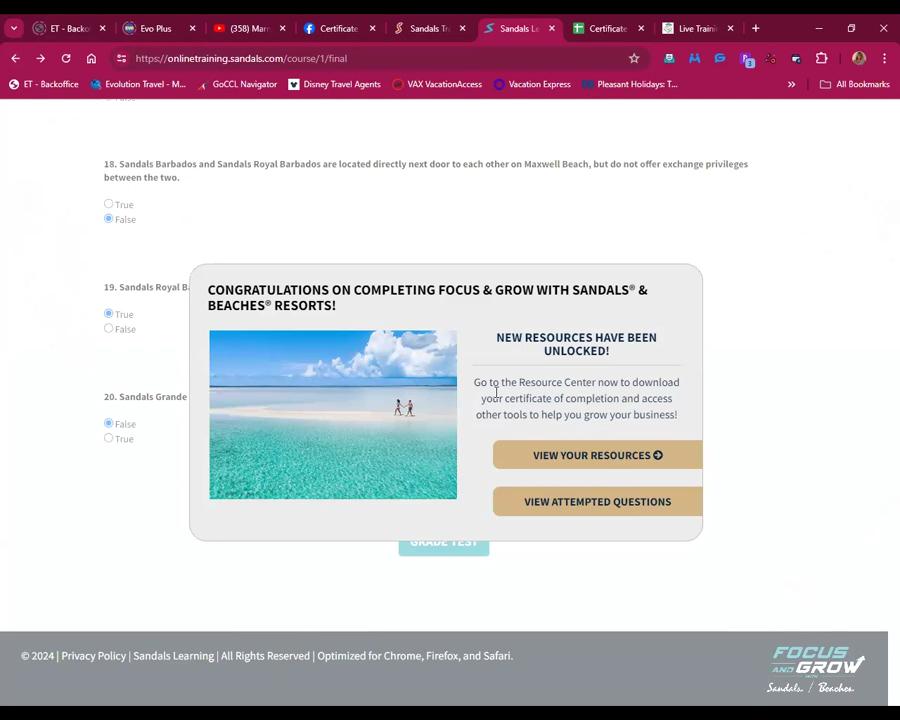 ET - Backo
Evo Plus
(358) Marr
Certificate
Sandals Tr
Sandals Le
Certificate
Live Traini
https://onlinetraining.sandals.com/course/1/final
ET - Backoffice
Evolution Travel - M...
GoCCL Navigator
Disney Travel Agents
VAX VacationAccess
Vacation Express
Pleasant Holidays: T...
All Bookmarks
18. Sandals Barbados and Sandals Royal Barbados are located directly next door to each other on Maxwell Beach, but do not offer exchange privileges
between the two.
True
False
19. Sandals Royal B
True
False
20. Sandals Grande
False
True
CONGRATULATIONS ON COMPLETING FOCUS & GROW WITH SANDALS® &
BEACHES® RESORTS!
NEW RESOURCES HAVE BEEN
UNLOCKED!
Go to the Resource Center now to download
your certificate of completion and access
other tools to help you grow your business!
VIEW YOUR RESOURCES
VIEW ATTEMPTED QUESTIONS
GRADE TEST
© 2024 | Privacy Policy | Sandals Learning | All Rights Reserved | Optimized for Chrome, Firefox, and Safari.
FOCUS
AND GROW
WITH
Sandals / Beaches